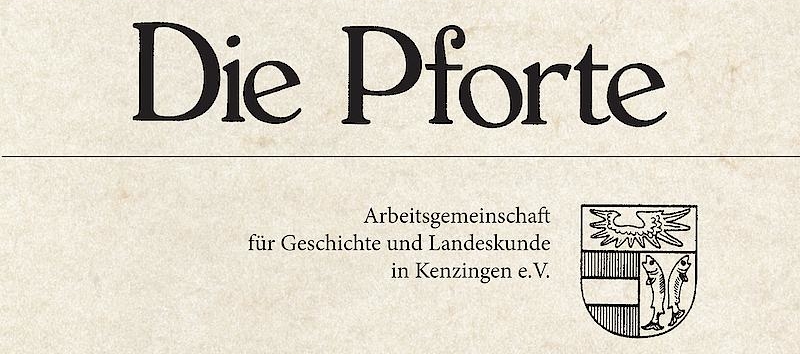 Die Pforte
Arbeitsgemeinschaft
für Geschichte und Landeskunde
in Kenzingen e.V.